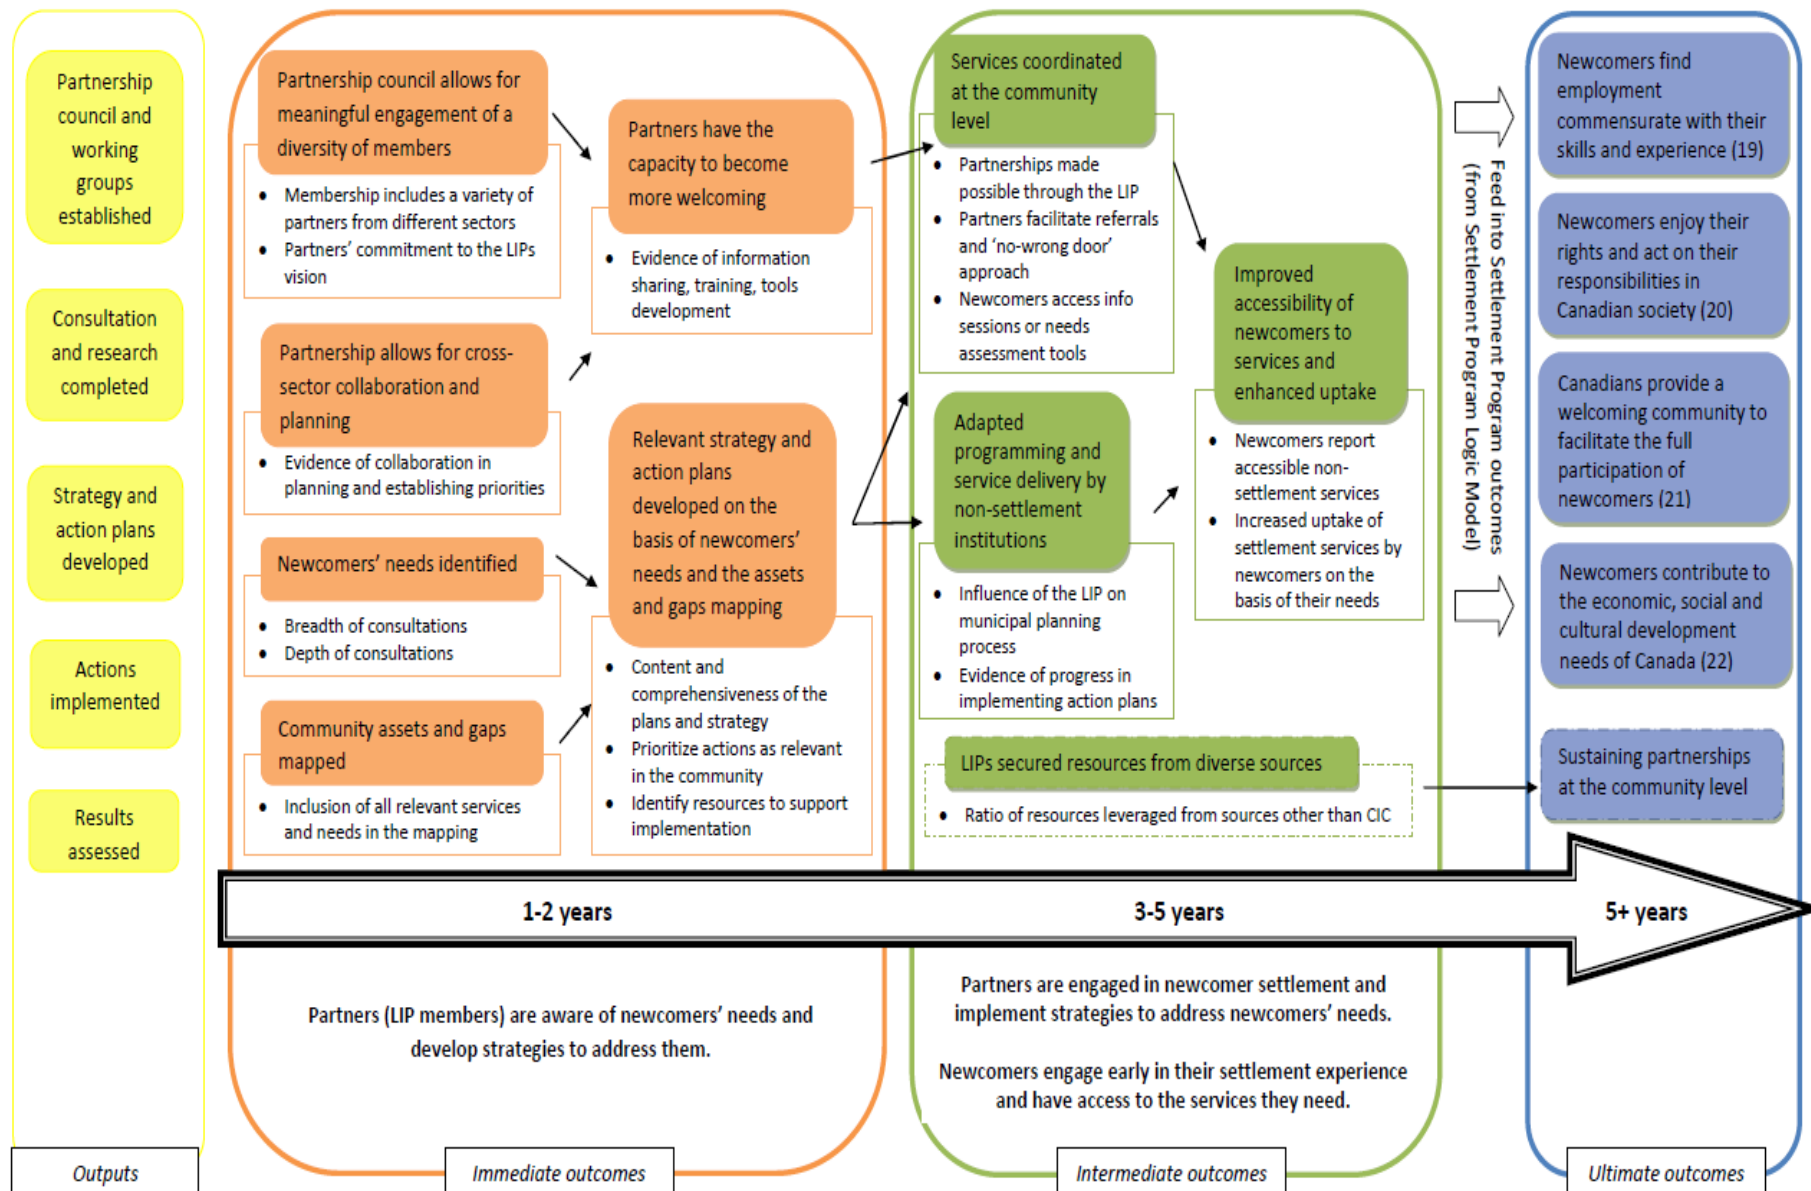 Partnership
council and
working
groups
established
Consultation
and research
completed
Strategy and
action plans
developed
Actions
implemented
Results
assessed
Outputs
Partnership council allows for
meaningful engagement of a
diversity of members
• Membership includes a variety of
partners from different sectors
• Partners' commitment to the LIPs
vision
Partnership allows for cross-
sector collaboration and
planning
• Evidence of collaboration in
planning and establishing priorities
Newcomers' needs identified
• Breadth of consultations
• Depth of consultations
Community assets and gaps
mapped
• Inclusion of all relevant services
and needs in the mapping
Partners have the
capacity to become
more welcoming
• Evidence of information
sharing, training, tools
development
Relevant strategy and
action plans
developed on the
basis of newcomers'
needs and the assets
and gaps mapping
• Content and
comprehensiveness of the
plans and strategy
• Prioritize actions as relevant
in the community
• Identify resources to support
implementation
1-2 years
Partners (LIP members) are aware of newcomers' needs and
develop strategies to address them.
Immediate outcomes
Services coordinated
at the community
level
• Partnerships made
possible through the LIP
• Partners facilitate referrals
and 'no-wrong door'
approach
• Newcomers access info
sessions or needs
assessment tools
Adapted
programming and
service delivery by
non-settlement
institutions
• Influence of the LIP on
municipal planning
process
• Evidence of progress in
implementing action plans
Improved
accessibility of
newcomers to
services and
enhanced uptake
• Newcomers report
accessible non-
settlement services
• Increased uptake of
settlement services by
newcomers on the
basis of their needs
LIPs secured resources from diverse sources
• Ratio of resources leveraged from sources other than CIC
3-5 years
Partners are engaged in newcomer settlement and
implement strategies to address newcomers' needs.
Newcomers engage early in their settlement experience
and have access to the services they need.
Intermediate outcomes
Feed into Settlement Program outcomes
(from Settlement Program Logic Model)
Newcomers find
employment
commensurate with their
skills and experience (19)
Newcomers enjoy their
rights and act on their
responsibilities in
Canadian society (20)
Canadians provide a
welcoming community to
facilitate the full
participation of
newcomers (21)
Newcomers contribute to
the economic, social and
cultural development
needs of Canada (22)
Sustaining partnerships
at the community level
5+ years
Ultimate outcomes